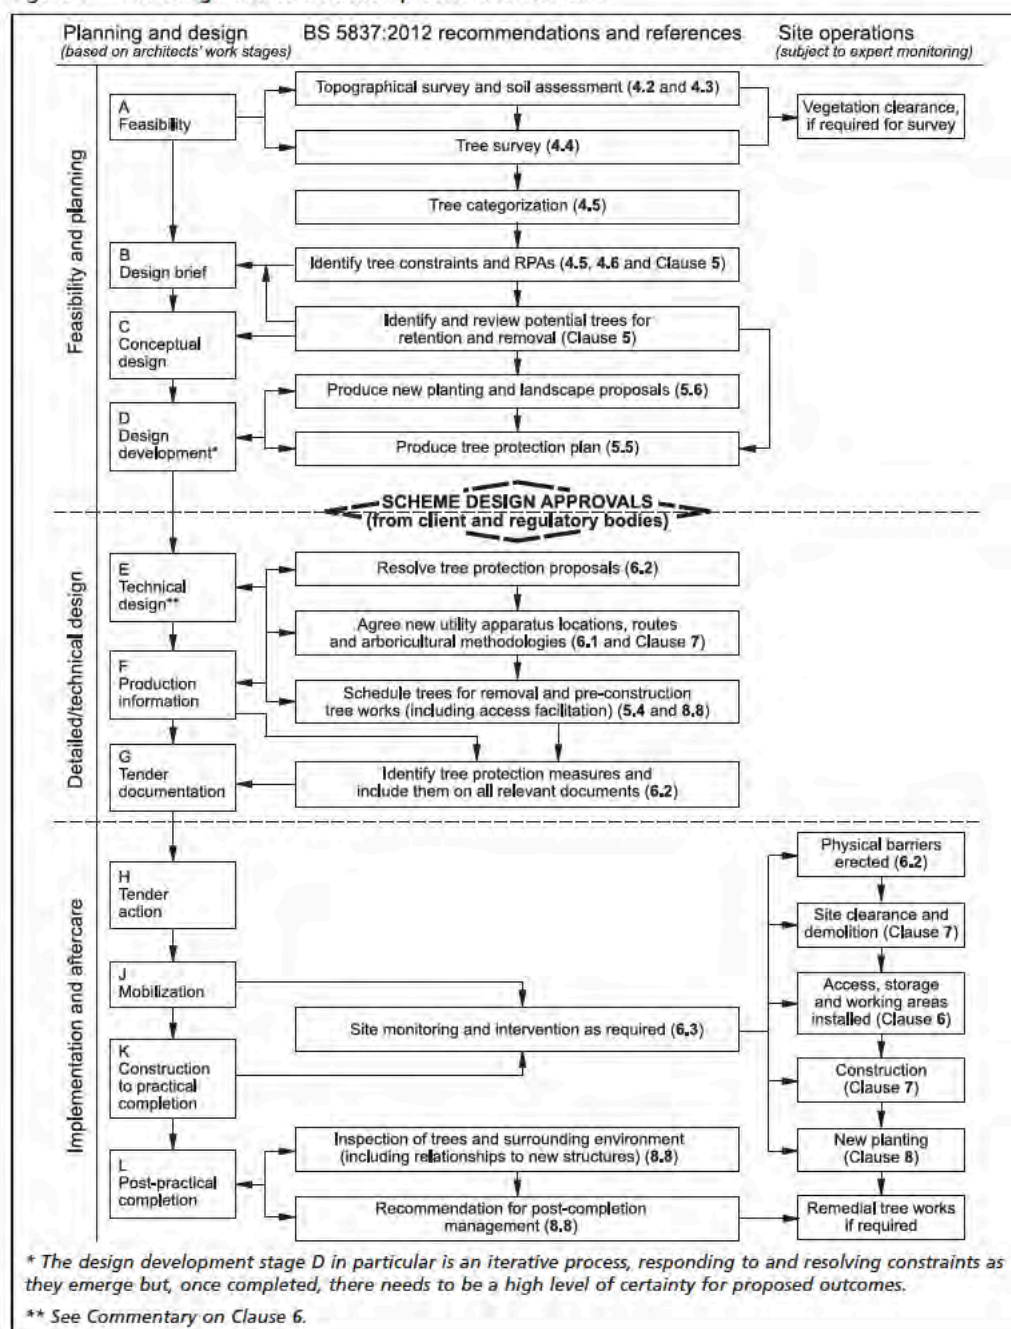 Planning and design
(based on architects' work stages)
BS 5837:2012 recommendations and references
Site operations
(subject to expert monitoring)
Feasibility and planning
A
Feasibility
Topographical survey and soil assessment (4.2 and 4.3)
Vegetation clearance,
if required for survey
Tree survey (4.4)
Tree categorization (4.5)
B
Design brief
Identify tree constraints and RPAs (4.5, 4.6 and Clause 5)
C
Conceptual
design
Identify and review potential trees for
retention and removal (Clause 5)
Produce new planting and landscape proposals (5.6)
D
Design
development*
Produce tree protection plan (5.5)
SCHEME DESIGN APPROVALS
(from client and regulatory bodies)
Detailed/technical design
E
Technical
design**
Resolve tree protection proposals (6.2)
Agree new utility apparatus locations, routes
and arboricultural methodologies (6.1 and Clause 7)
F
Production
information
Schedule trees for removal and pre-construction
tree works (including access facilitation) (5.4 and 8.8)
G
Tender
documentation
Identify tree protection measures and
include them on all relevant documents (6.2)
Implementation and aftercare
H
Tender
action
Physical barriers
erected (6.2)
Site clearance and
demolition (Clause 7)
J
Mobilization
Access, storage
and working areas
installed (Clause 6)
Site monitoring and intervention as required (6.3)
K
Construction
to practical
completion
Construction
(Clause 7)
L
Post-practical
completion
Inspection of trees and surrounding environment
(including relationships to new structures) (8.8)
New planting
(Clause 8)
Recommendation for post-completion
management (8.8)
Remedial tree works
if required
* The design development stage D in particular is an iterative process, responding to and resolving constraints as
they emerge but, once completed, there needs to be a high level of certainty for proposed outcomes.
** See Commentary on Clause 6.